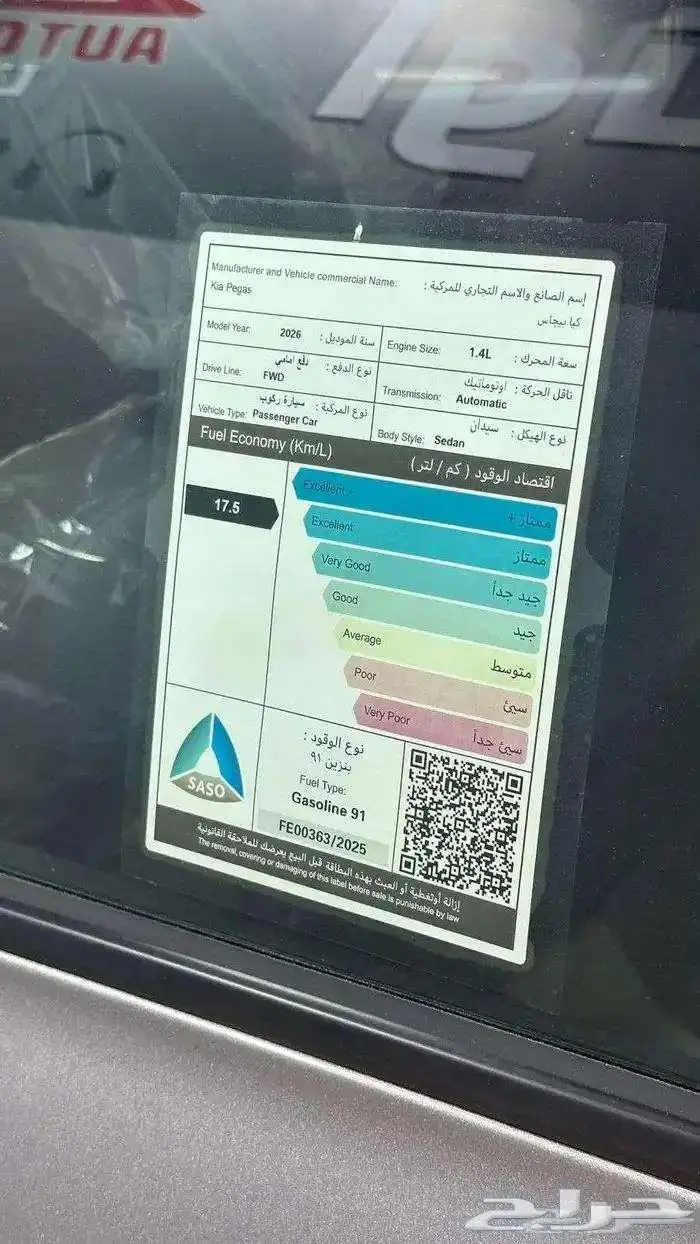 Manufacturer and Vehicle commercial Name: إسم الصانع والاسم التجاري للمركبة :
Kia Pegas كيا بيجاس
Model Year: 2026 سنة الموديل :
Engine Size: 1.4L سعة المحرك :
Drive Line: دفع امامي نوع الدفع :
FWD
Transmission: اوتوماتيك ناقل الحركة :
Automatic
Vehicle Type: سيارة ركوب نوع المركبة :
Passenger Car
Body Style: سيدان نوع الهيكل :
Sedan
Fuel Economy (Km/L) اقتصاد الوقود ( كم / لتر )
17.5
Excellent+ ممتاز +
Excellent ممتاز
Very Good جيد جداً
Good جيد
Average متوسط
Poor سيئ
Very Poor سيئ جداً
SASO
نوع الوقود :
بنزين ٩١
Fuel Type:
Gasoline 91
FE00363/2025
إزالة أوتغطية أو العبث بهذه البطاقة قبل البيع يعرضك للملاحقة القانونية
The removal, covering or damaging of this label before sale is punishable by law
حراج